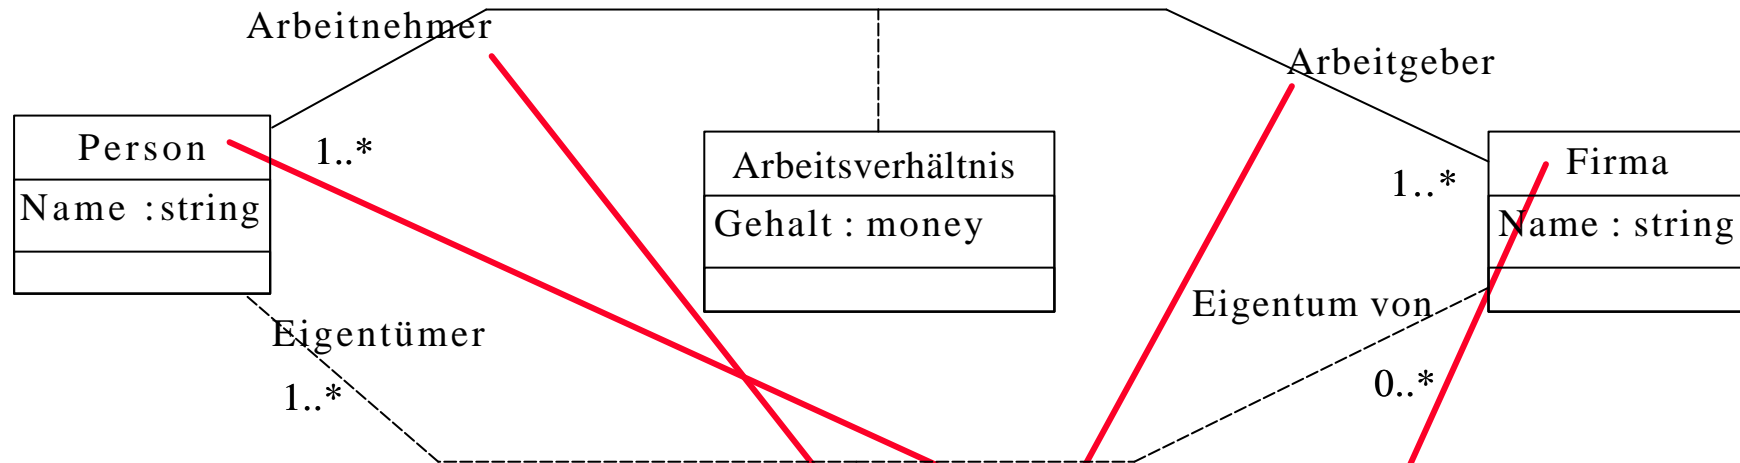 Arbeitnehmer
Arbeitgeber
Person
1..*
Arbeitsverhältnis
Firma
1..*
Name : string
Gehalt : money
Name : string
Eigentum von
Eigentümer
1..*
0..*